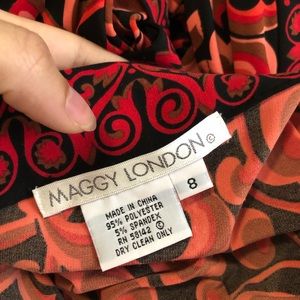 MAGGY LONDON©
8
MADE IN CHINA
95% POLYESTER
5% SPANDEX
RN 58142 ©
DRY CLEAN ONLY